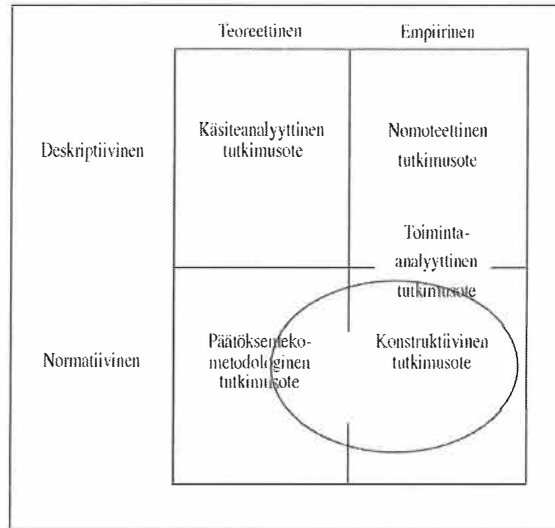 Teoreettinen
Empiirinen
Deskriptiivinen
Käsiteanalyyttinen
tutkimusote
Nomoteettinen
tutkimusote
Toiminta-
analyyttinen
tutkimusote
Normatiivinen
Päätöksenteko-
metodologinen
tutkimusote
Konstruktiivinen
tutkimusote